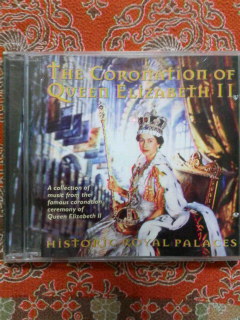 THE CORONATION OF
QUEEN ELIZABETH II
A collection of
music from the
famous coronation
ceremony of
Queen Elizabeth II
HISTORIC ROYAL PALACES